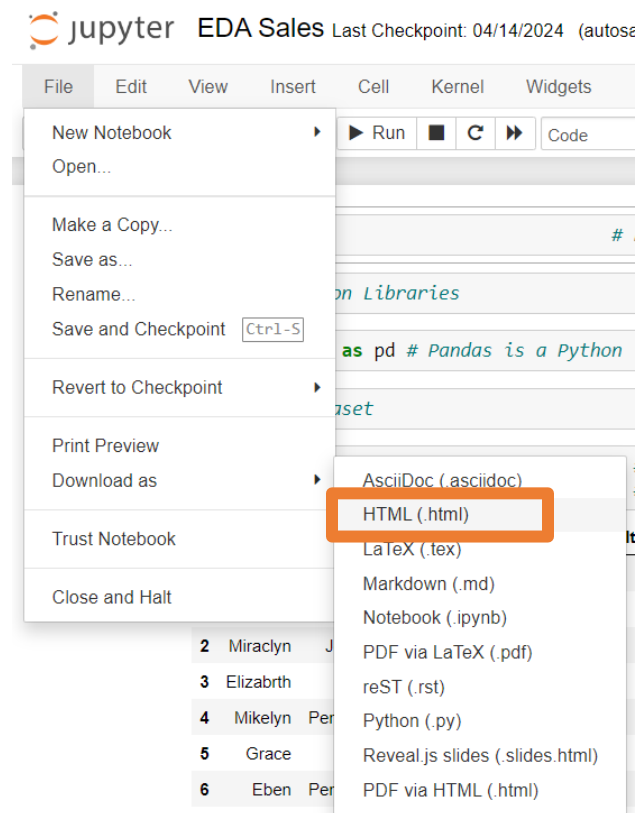 jupyter EDA Sales Last Checkpoint: 04/14/2024 (autosa
File Edit View Insert Cell Kernel Widgets
New Notebook
Run
Code
Open...
Make a Copy...
#
Save as...
Rename...
on Libraries
Save and Checkpoint Ctrl-S
as pd # Pandas is a Python
Revert to Checkpoint
aset
Print Preview
Download as
AsciiDoc (.asciidoc)
HTML (.html)
Trust Notebook
LaTeX (.tex)
Markdown (.md)
Close and Halt
Notebook (.ipynb)
2 Miraclyn J
PDF via LaTeX (.pdf)
3 Elizabrth
reST (.rst)
4 Mikelyn Per
Python (.py)
5 Grace
Reveal.js slides (.slides.html)
6 Eben Per
PDF via HTML (.html)